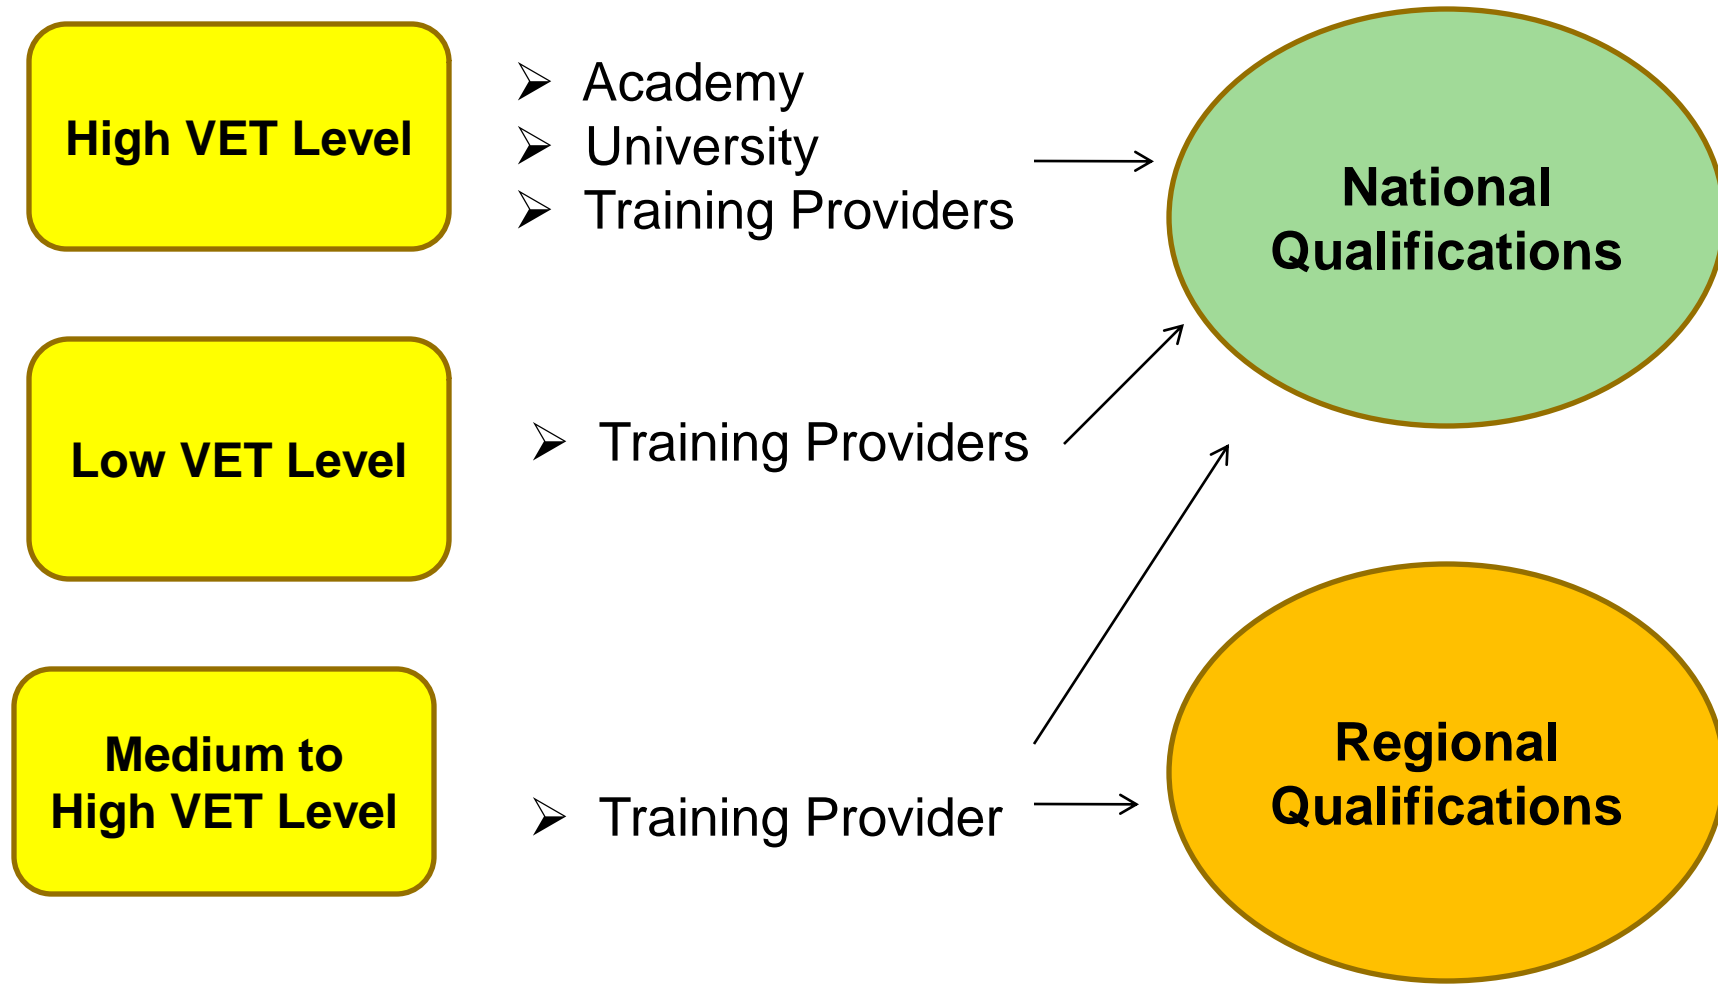 High VET Level
➢ Academy
➢ University
➢ Training Providers
National
Qualifications
Low VET Level
➢ Training Providers
Medium to
High VET Level
➢ Training Provider
Regional
Qualifications